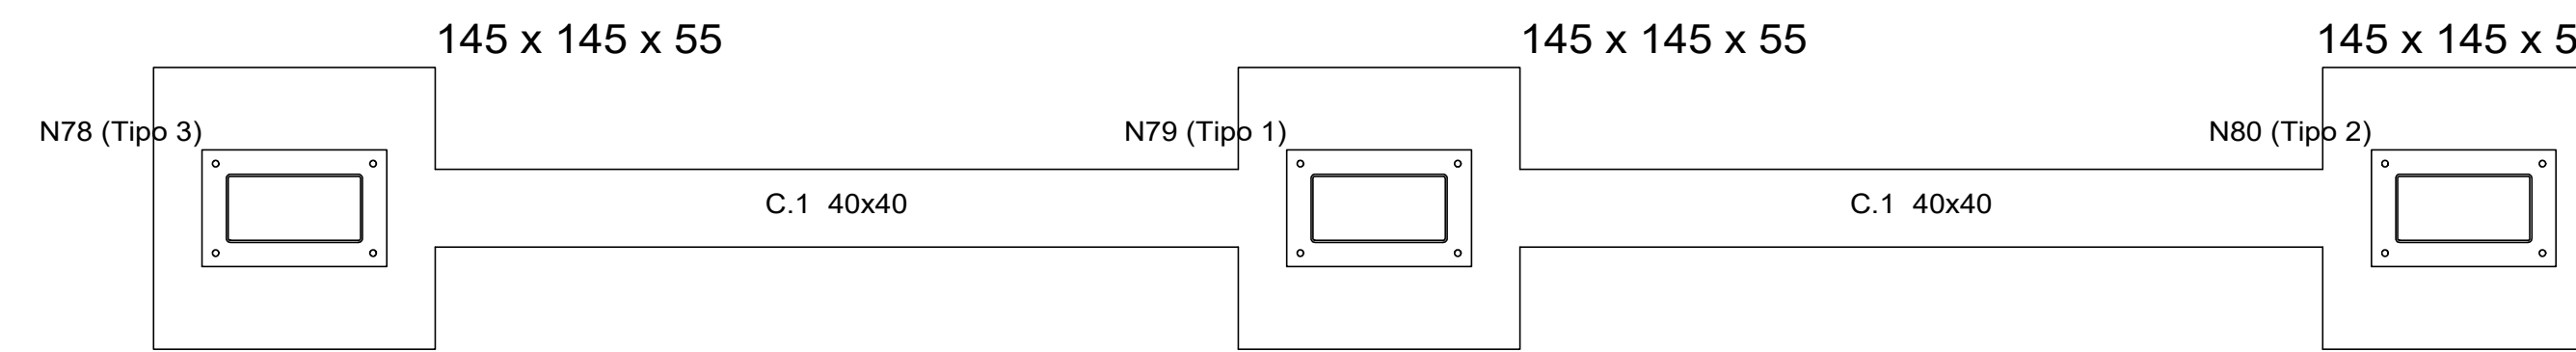 145 x 145 x 55
145 x 145 x 55
145 x 145 x 5
N78 (Tipo 3)
N79 (Tipo 1)
N80 (Tipo 2)
C.1 40x40
C.1 40x40